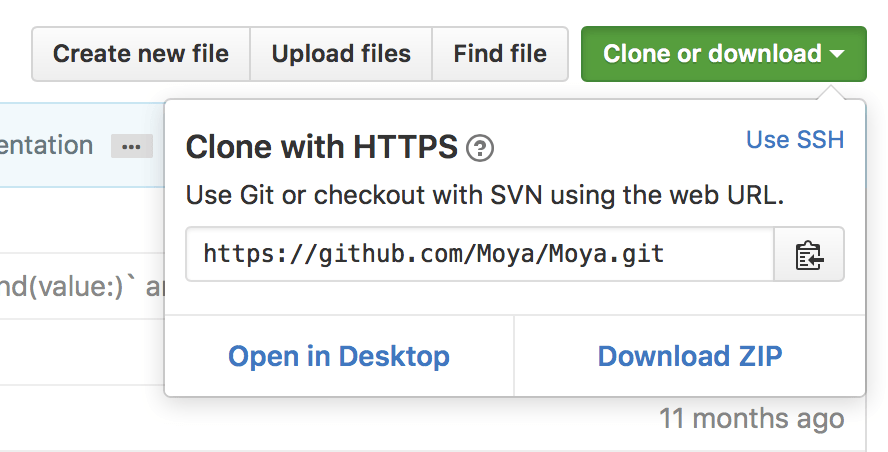 Create new file Upload files Find file Clone or download
entation ...
Clone with HTTPS ? Use SSH
Use Git or checkout with SVN using the web URL.
https://github.com/Moya/Moya.git
nd(value:)` a
Open in Desktop Download ZIP
11 months ago